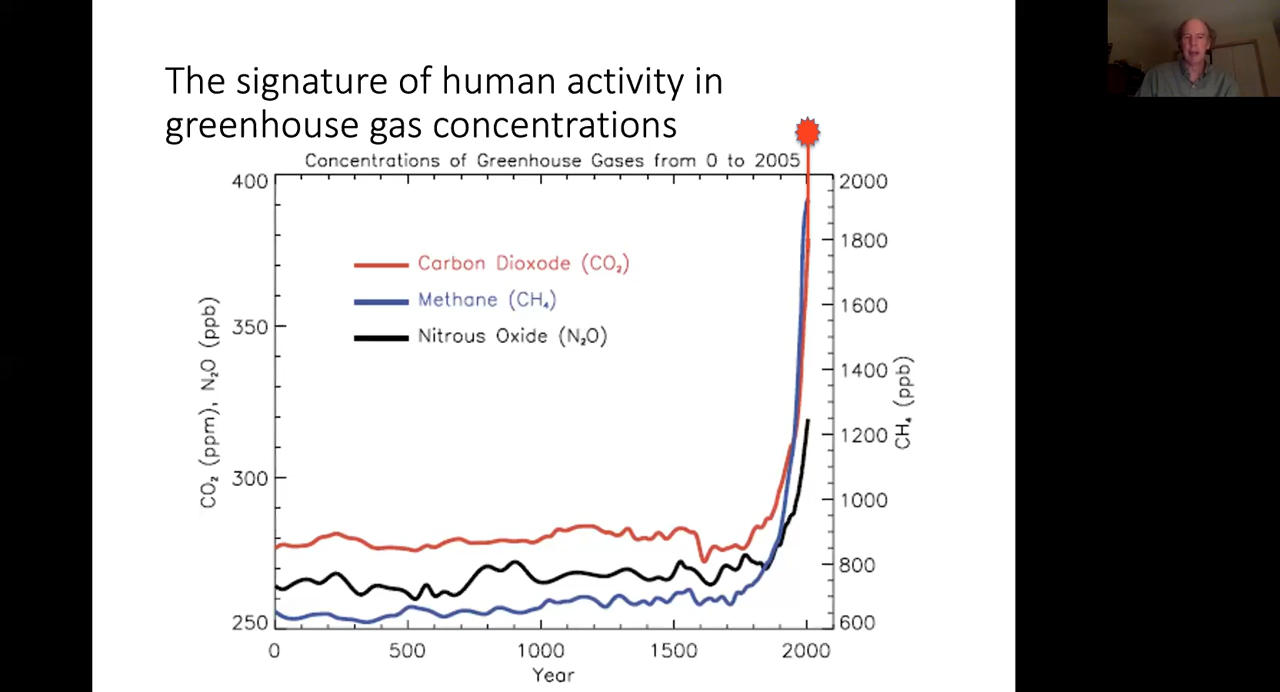 The signature of human activity in
greenhouse gas concentrations
Concentrations of Greenhouse Gases from 0 to 2005
400
350
300
250
CO₂ (ppm), N₂O (ppb)
Carbon Dioxode (CO₂)
Methane (CH₄)
Nitrous Oxide (N₂O)
2000
1800
1600
1400
1200
1000
800
600
CH₄ (ppb)
0 500 1000 1500 2000
Year